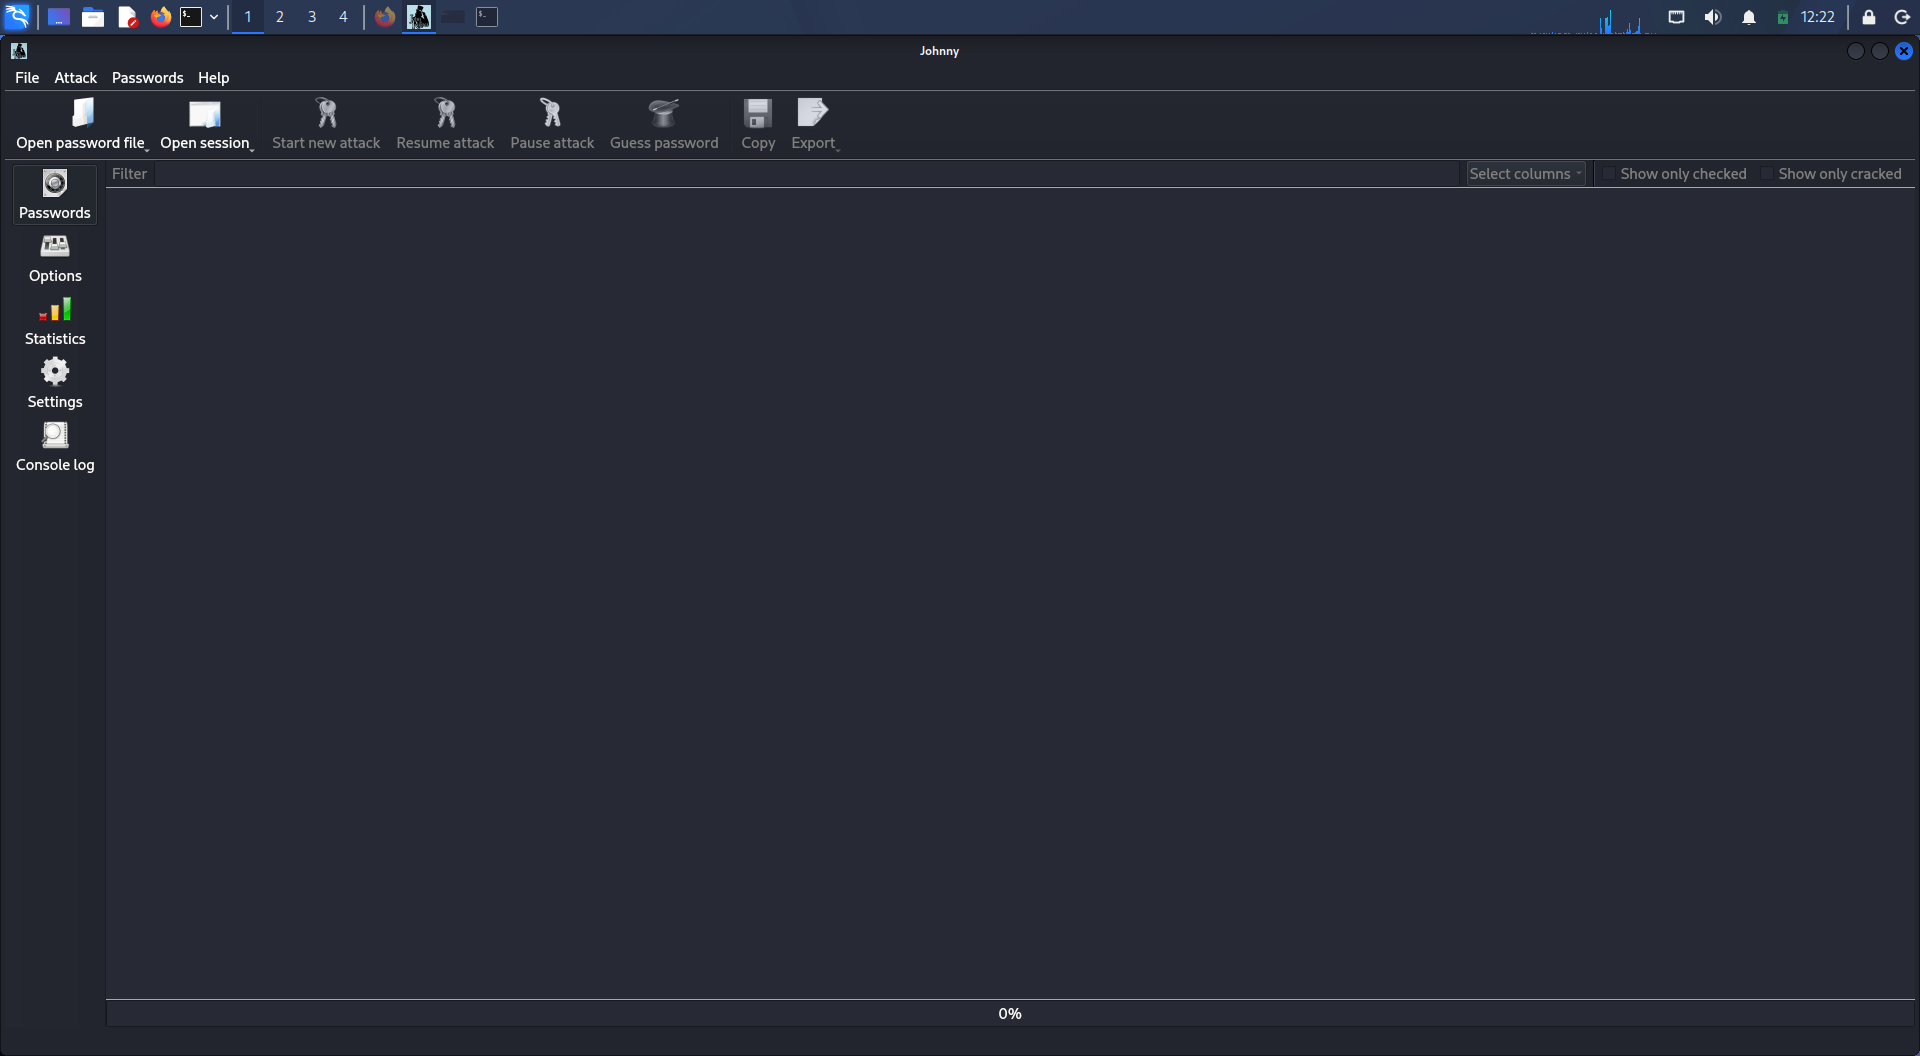 1 2 3 4 12:22
Johnny
File Attack Passwords Help
Open password file Open session Start new attack Resume attack Pause attack Guess password Copy Export
Filter Select columns Show only checked Show only cracked
Passwords
Options
Statistics
Settings
Console log
0%